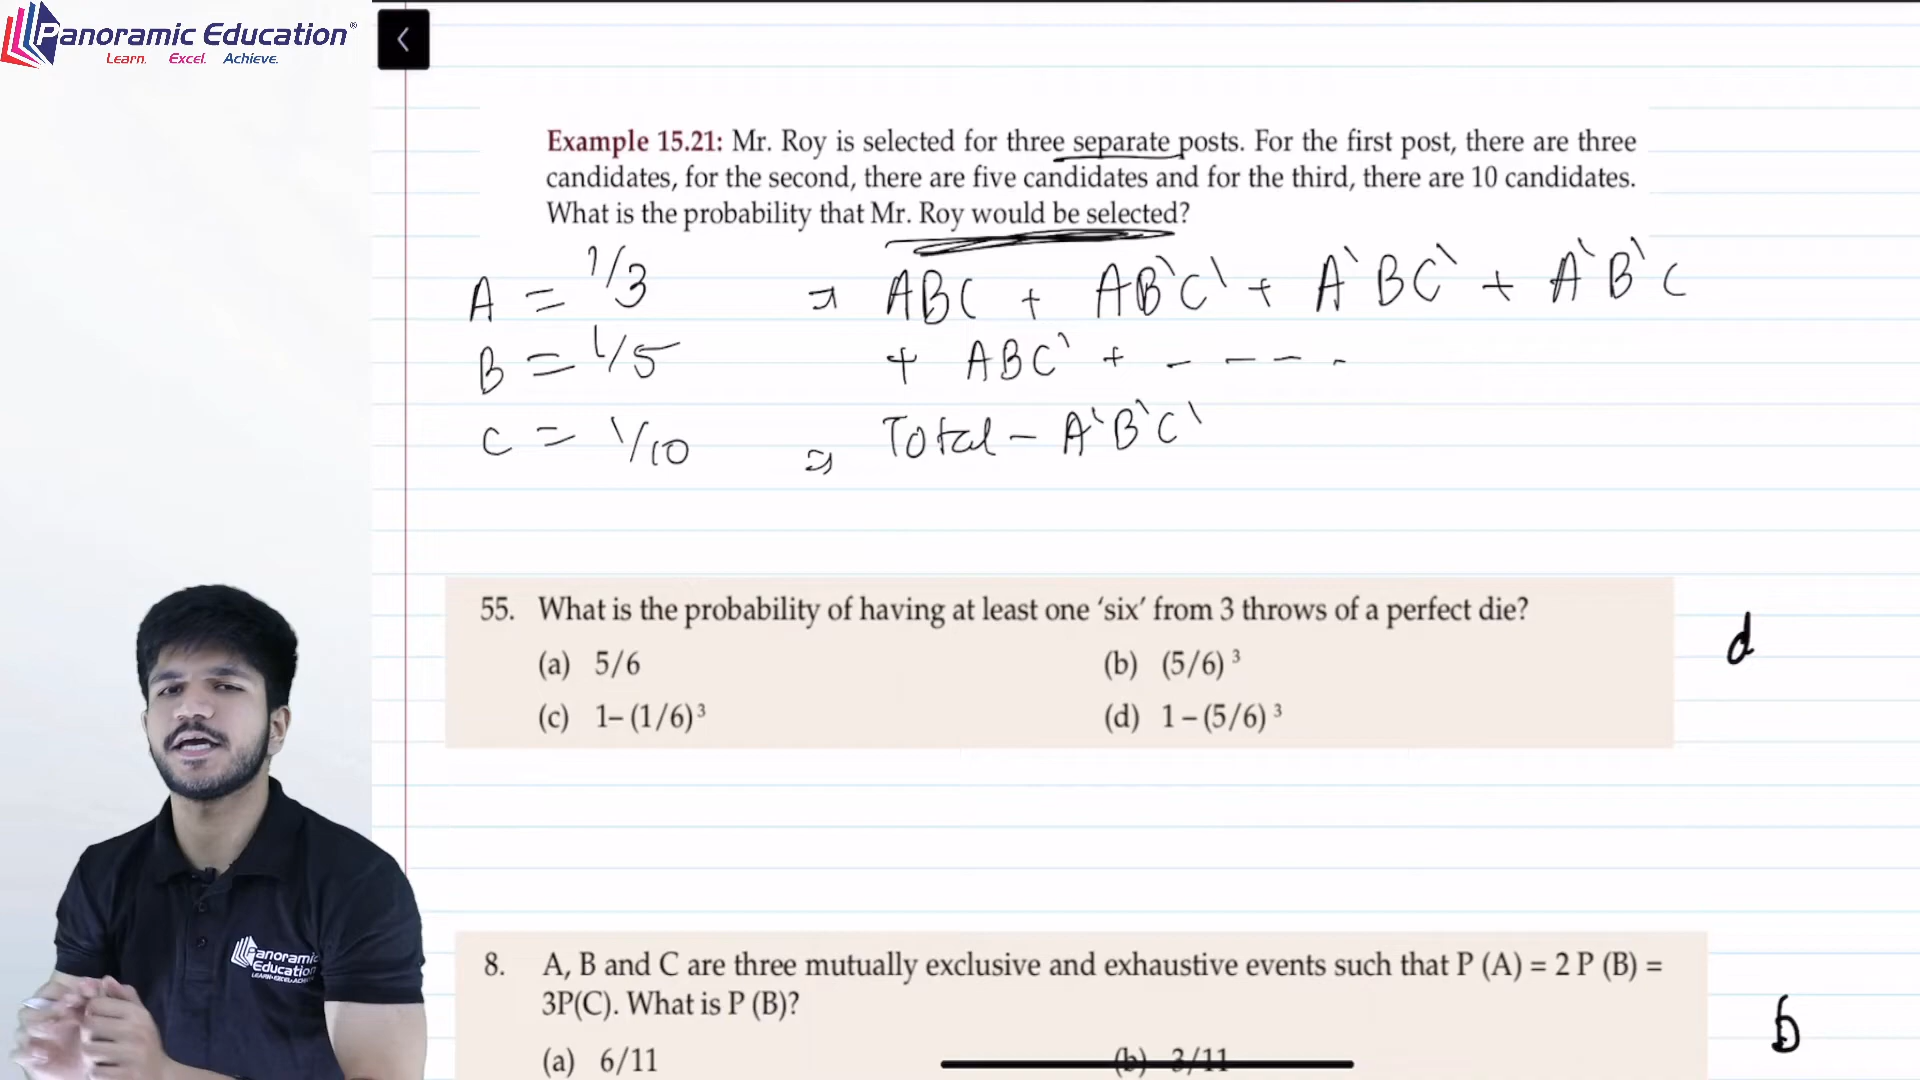 Panoramic Education®
Learn. Excel. Achieve.
Example 15.21: Mr. Roy is selected for three separate posts. For the first post, there are three
candidates, for the second, there are five candidates and for the third, there are 10 candidates.
What is the probability that Mr. Roy would be selected?
A = 1/3 ⇒ ABC + AB'C' + A'BC' + A'B'C
B = 1/5 + ABC' + - - - -
C = 1/10 ⇒ Total - A'B'C'
55. What is the probability of having at least one ‘six’ from 3 throws of a perfect die?
d
(a) 5/6 (b) (5/6) ³
(c) 1– (1/6)³ (d) 1 – (5/6) ³
Panoramic
Education
LEARN•EXCEL•ACHIEVE
8. A, B and C are three mutually exclusive and exhaustive events such that P (A) = 2 P (B) =
3P(C). What is P (B)?
b
(a) 6/11 (b) 3/11